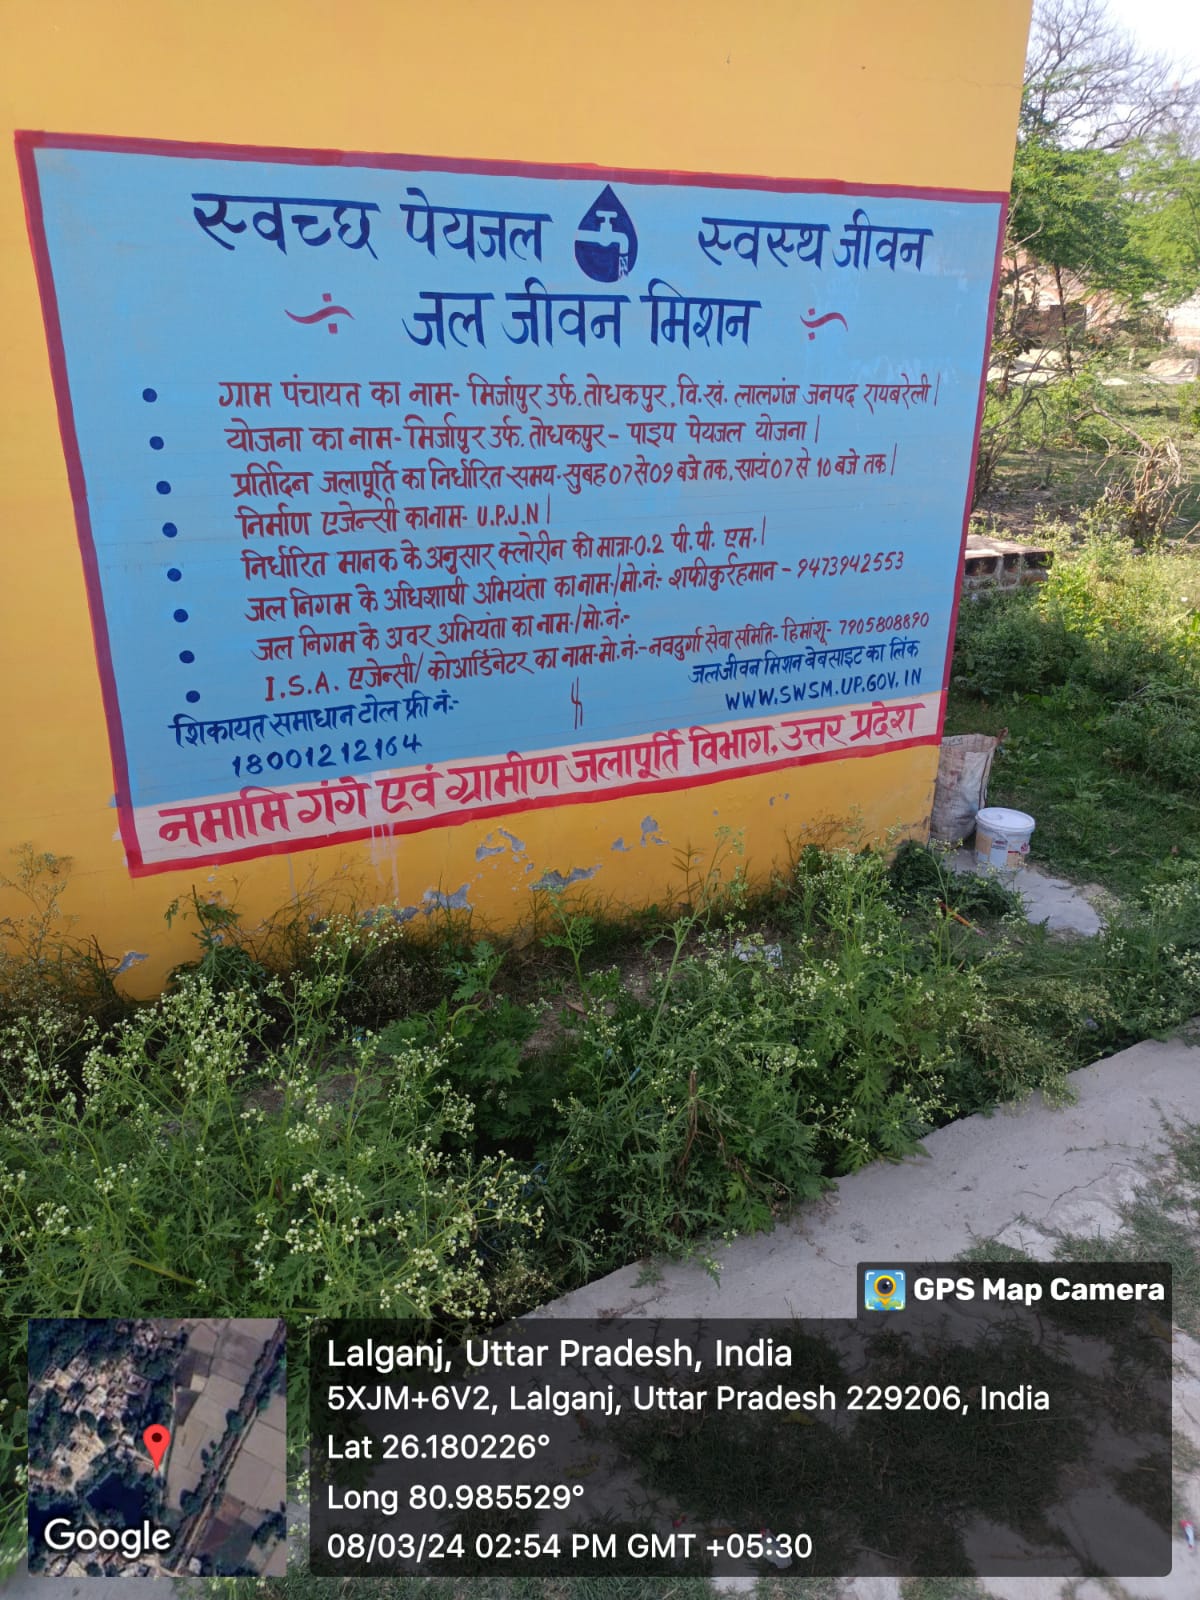 स्वच्छ पेयजल स्वस्थ जीवन
जल जीवन मिशन
ग्राम पंचायत का नाम- मिर्जापुर उर्फ. तोधकपुर, वि.खं. लालगंज जनपद रायबरेली|
योजना का नाम- मिर्जापुर उर्फ. तोधकपुर- पाइप पेयजल योजना|
प्रतिदिन जलापूर्ति का निर्धारित समय- सुबह 07 से 09 बजे तक, सायं 07 से 10 बजे तक|
निर्माण एजेन्सी का नाम- U.P.J.N|
निर्धारित मानक के अनुसार क्लोरीन की मात्रा-0.2 पी. पी. एम.|
जल निगम के अधिशाषी अभियंता का नाम:/मो.नं:- शफीकुर्रहमान - 9473942553
जल निगम के अवर अभियंता का नाम:/मो.नं:-
I.S.A. एजेन्सी/ कोआर्डिनेटर का नाम-मो.नं:- नवदुर्गा सेवा समिति- हिमांशू- 7905808890
शिकायत समाधान टोल फ्री नं:-
18001212164
जल जीवन मिशन बेबसाइट का लिंक
WWW.SWSM.UP.GOV.IN
नमामि गंगे एवं ग्रामीण जलापूर्ति विभाग, उत्तर प्रदेश
GPS Map Camera
Lalganj, Uttar Pradesh, India
5XJM+6V2, Lalganj, Uttar Pradesh 229206, India
Lat 26.180226°
Long 80.985529°
08/03/24 02:54 PM GMT +05:30
Google